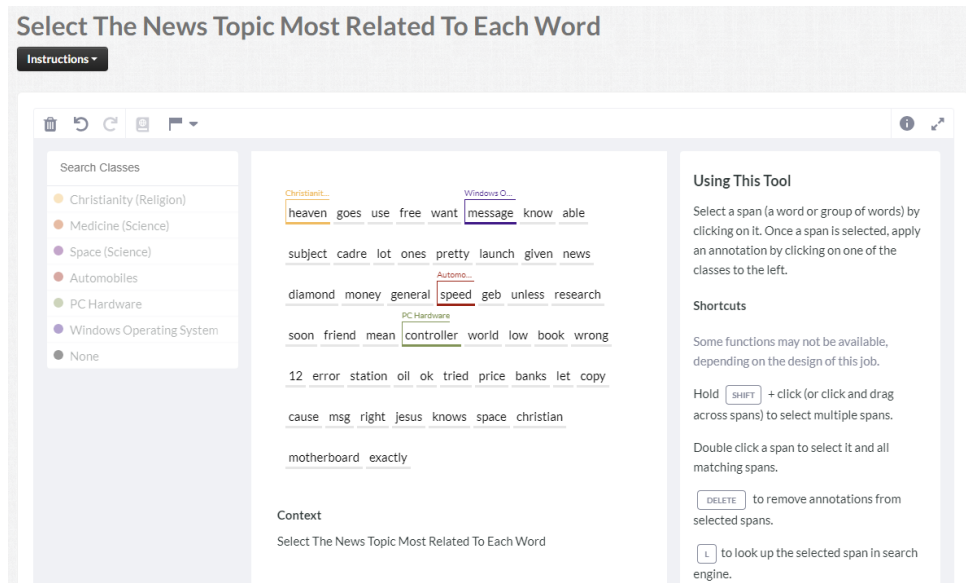 Select The News Topic Most Related To Each Word
Instructions
Search Classes
Christianity (Religion)
Medicine (Science)
Space (Science)
Automobiles
PC Hardware
Windows Operating System
None
Christianit... Windows O...
heaven goes use free want message know able
subject cadre lot ones pretty launch given news
Automo...
diamond money general speed geb unless research
PC Hardware
soon friend mean controller world low book wrong
12 error station oil ok tried price banks let copy
cause msg right jesus knows space christian
motherboard exactly
Context
Select The News Topic Most Related To Each Word
Using This Tool
Select a span (a word or group of words) by
clicking on it. Once a span is selected, apply
an annotation by clicking on one of the
classes to the left.
Shortcuts
Some functions may not be available,
depending on the design of this job.
Hold SHIFT + click (or click and drag
across spans) to select multiple spans.
Double click a span to select it and all
matching spans.
DELETE to remove annotations from
selected spans.
L to look up the selected span in search
engine.